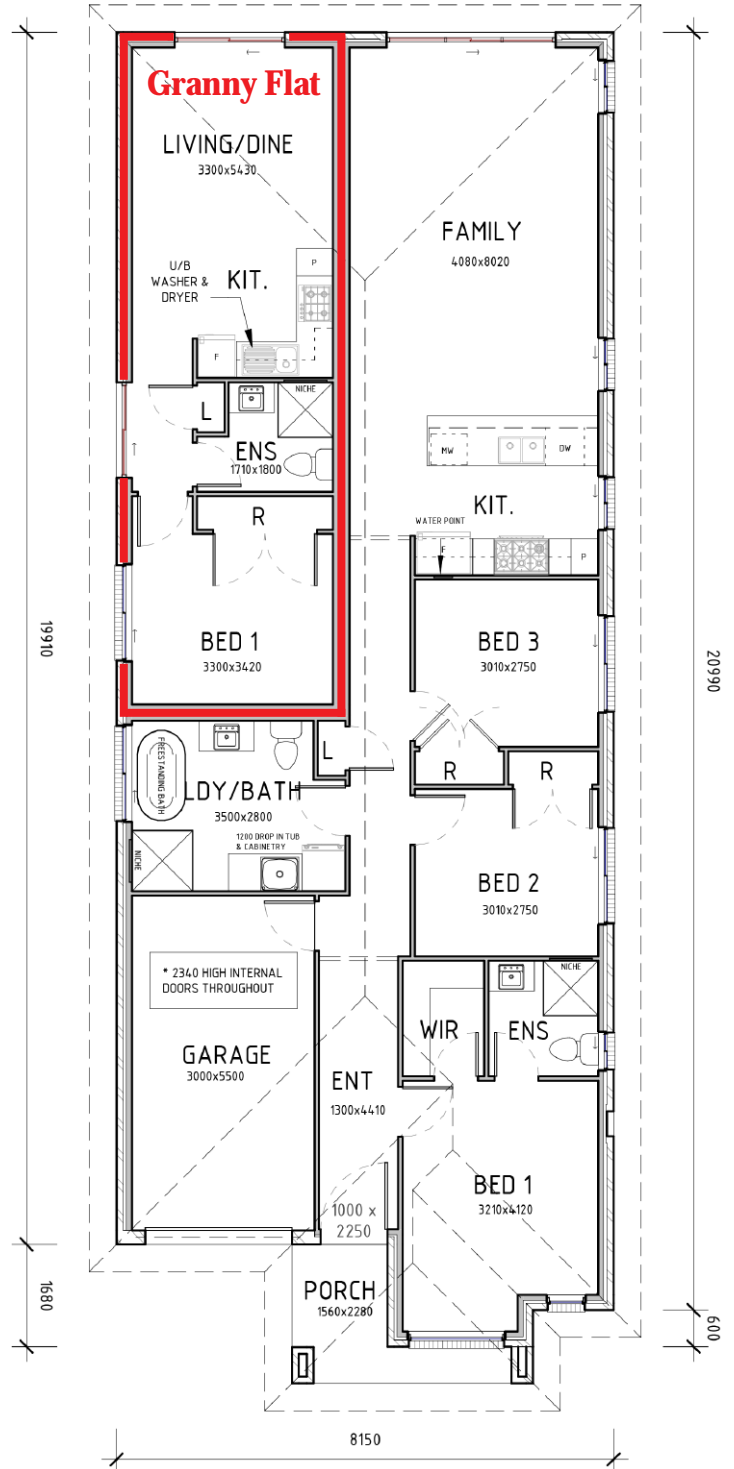 Granny Flat
LIVING/DINE
3300x5430
FAMILY
4080x8020
U/B
WASHER &
DRYER
KIT.
P
F
L
NICHE
ENS
1710x1800
MW
DW
KIT.
WATER POINT
F
P
R
BED 1
3300x3420
BED 3
3010x2750
19910
20990
L
R
R
FREESTANDING BATH
LDY/BATH
3500x2800
1200 DROP IN TUB
& CABINETRY
NICHE
BED 2
3010x2750
* 2340 HIGH INTERNAL
DOORS THROUGHOUT
NICHE
WIR
ENS
GARAGE
3000x5500
ENT
1300x4410
BED 1
3210x4120
1000 x
2250
PORCH
1560x2280
1680
600
8150